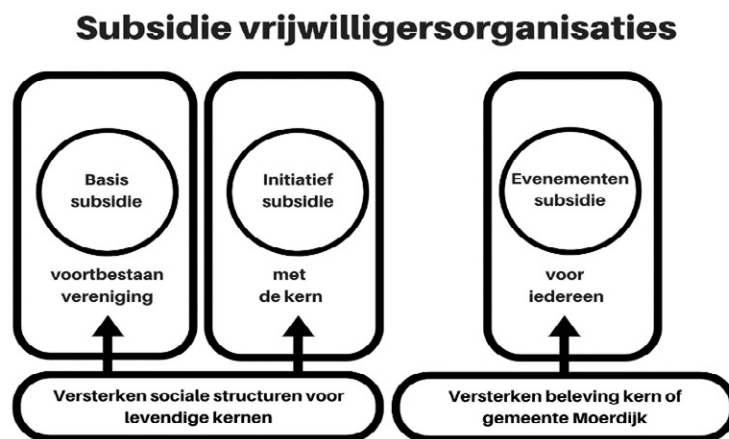 Subsidie vrijwilligersorganisaties
Basis
subsidie
voortbestaan
vereniging
Initiatief
subsidie
met
de kern
Evenementen
subsidie
voor
iedereen
Versterken sociale structuren voor
levendige kernen
Versterken beleving kern of
gemeente Moerdijk